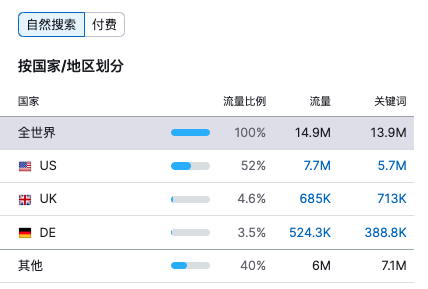 自然搜索 付费
按国家/地区划分
国家 流量比例 流量 关键词
全世界 100% 14.9M 13.9M
US 52% 7.7M 5.7M
UK 4.6% 685K 713K
DE 3.5% 524.3K 388.8K
其他 40% 6M 7.1M